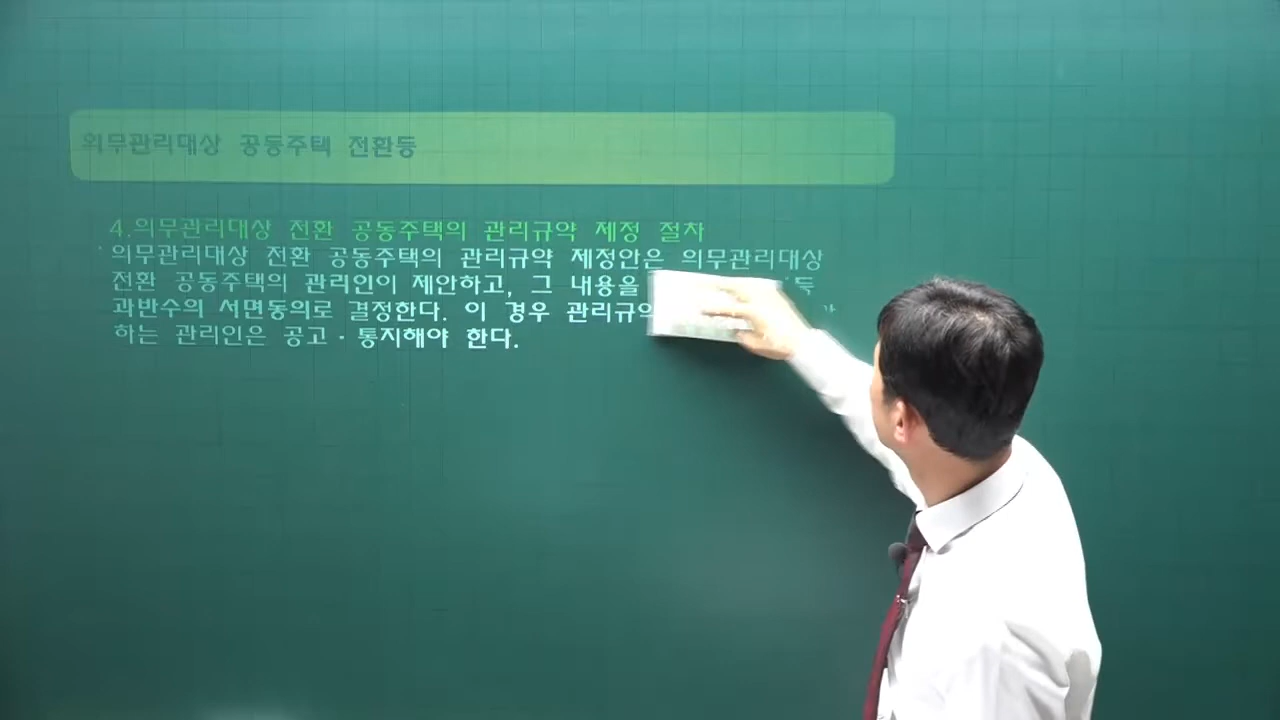 의무관리대상 공동주택 전환등
4.의무관리대상 전환 공동주택의 관리규약 제정 절차
의무관리대상 전환 공동주택의 관리규약 제정안은 의무관리대상
전환 공동주택의 관리인이 제안하고, 그 내용을
과반수의 서면동의로 결정한다. 이 경우
하는 관리인은 공고·통지해야 한다.